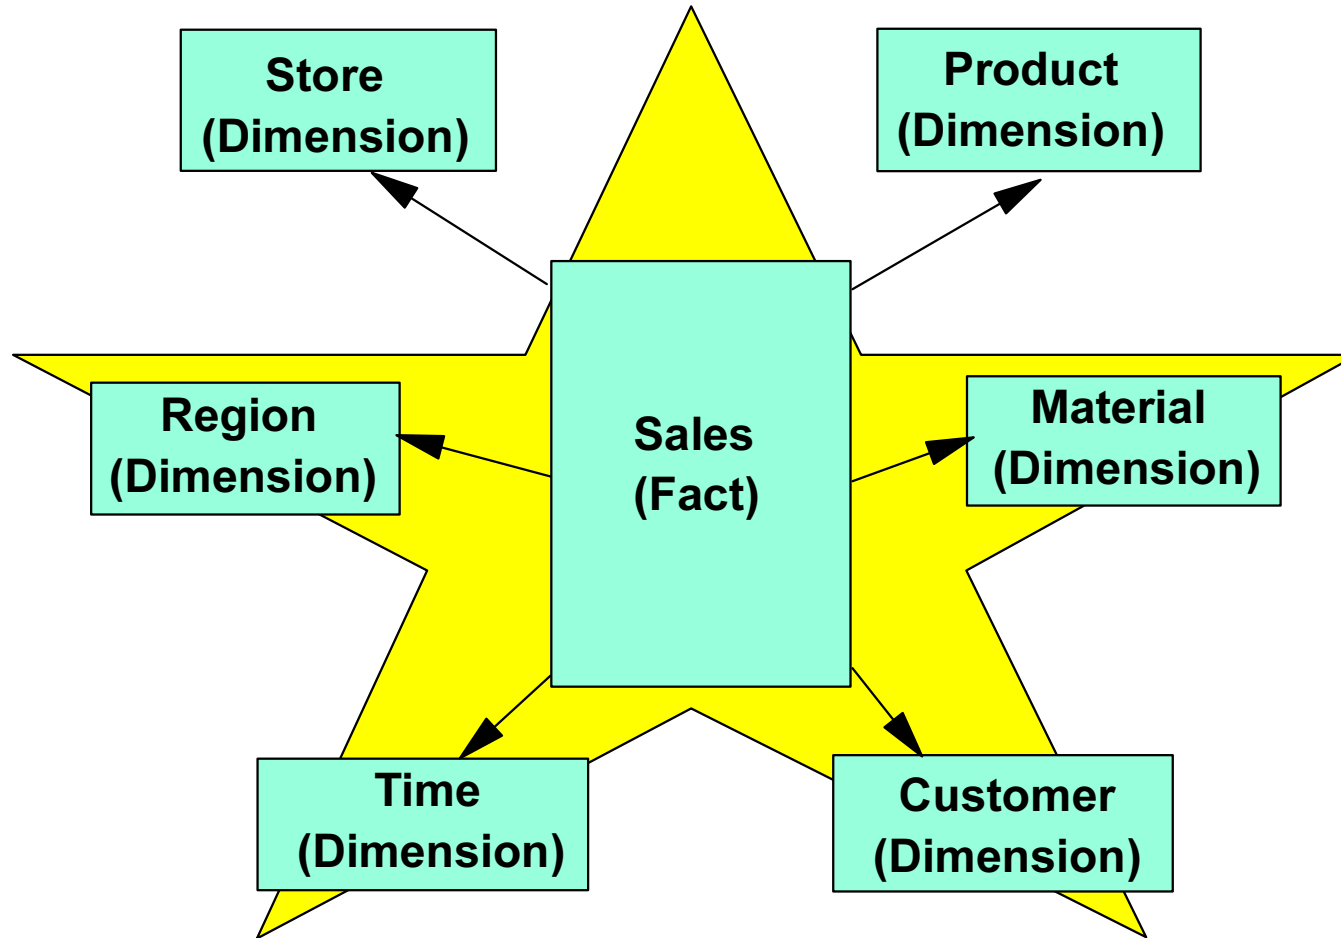 Store
(Dimension)
Product
(Dimension)
Region
(Dimension)
Sales
(Fact)
Material
(Dimension)
Time
(Dimension)
Customer
(Dimension)